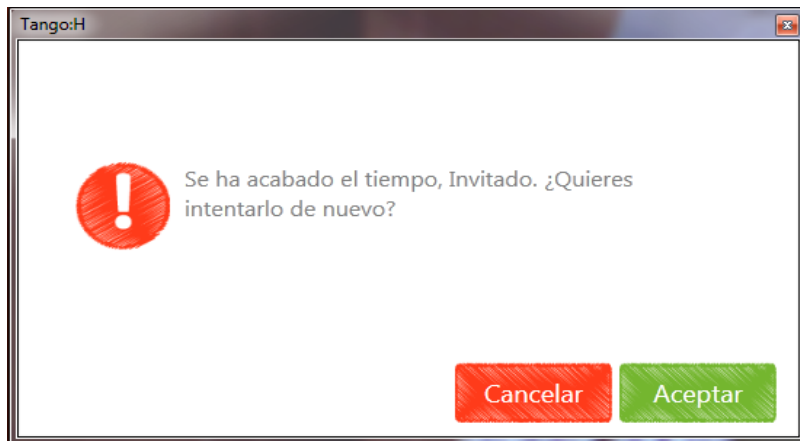 Tango:H
Se ha acabado el tiempo, Invitado. ¿Quieres
intentarlo de nuevo?
Cancelar Aceptar